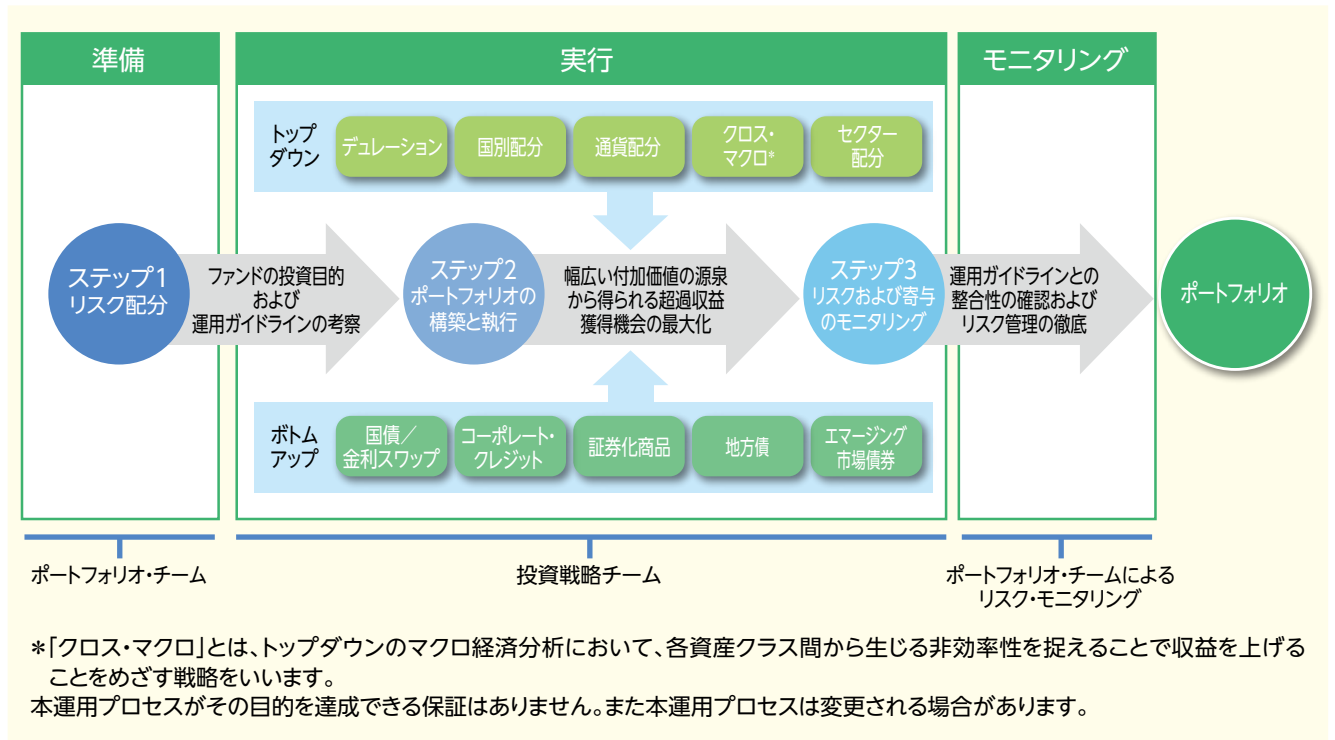 準備
実行
モニタリング
トップ
ダウン
デュレーション
国別配分
通貨配分
クロス・
マクロ*
セクター
配分
ステップ1
リスク配分
ファンドの投資目的
および
運用ガイドラインの考察
ステップ2
ポートフォリオの
構築と執行
幅広い付加価値の源泉
から得られる超過収益
獲得機会の最大化
ステップ3
リスクおよび寄与
のモニタリング
運用ガイドラインとの
整合性の確認および
リスク管理の徹底
ポートフォリオ
ボトム
アップ
国債／
金利スワップ
コーポレート・
クレジット
証券化商品
地方債
エマージング
市場債券
ポートフォリオ・チーム
投資戦略チーム
ポートフォリオ・チームによる
リスク・モニタリング
*「クロス・マクロ」とは、トップダウンのマクロ経済分析において、各資産クラス間から生じる非効率性を捉えることで収益を上げる
ことをめざす戦略をいいます。
本運用プロセスがその目的を達成できる保証はありません。また本運用プロセスは変更される場合があります。